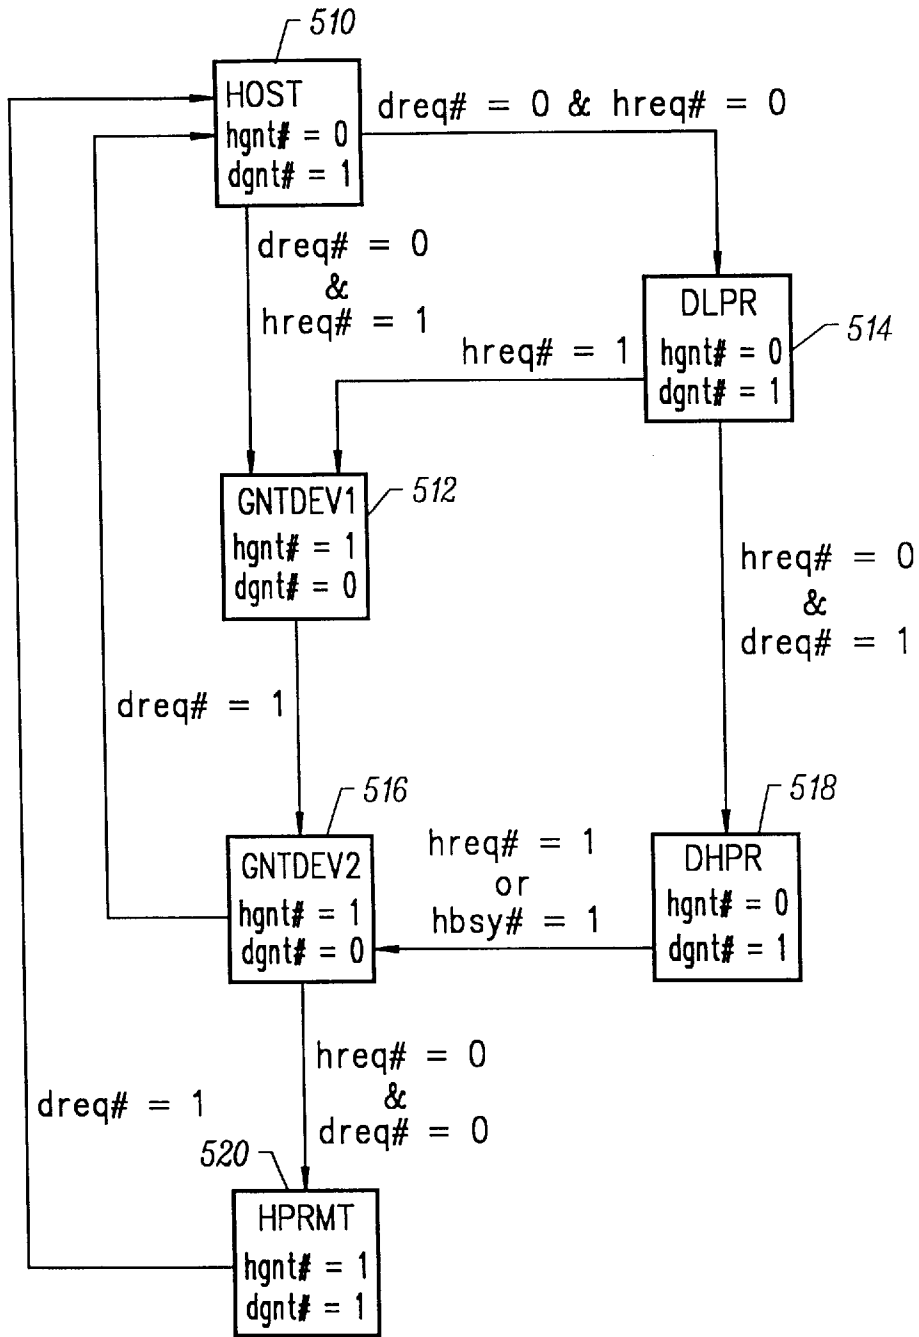 510
HOST
hgnt# = 0
dgnt# = 1
dreq# = 0 & hreq# = 0
dreq# = 0
&
hreq# = 1
DLPR
hgnt# = 0
dgnt# = 1
514
hreq# = 1
GNTDEV1
hgnt# = 1
dgnt# = 0
512
hreq# = 0
&
dreq# = 1
dreq# = 1
516
GNTDEV2
hgnt# = 1
dgnt# = 0
hreq# = 1
or
hbsy# = 1
518
DHPR
hgnt# = 0
dgnt# = 1
hreq# = 0
&
dreq# = 0
dreq# = 1
520
HPRMT
hgnt# = 1
dgnt# = 1